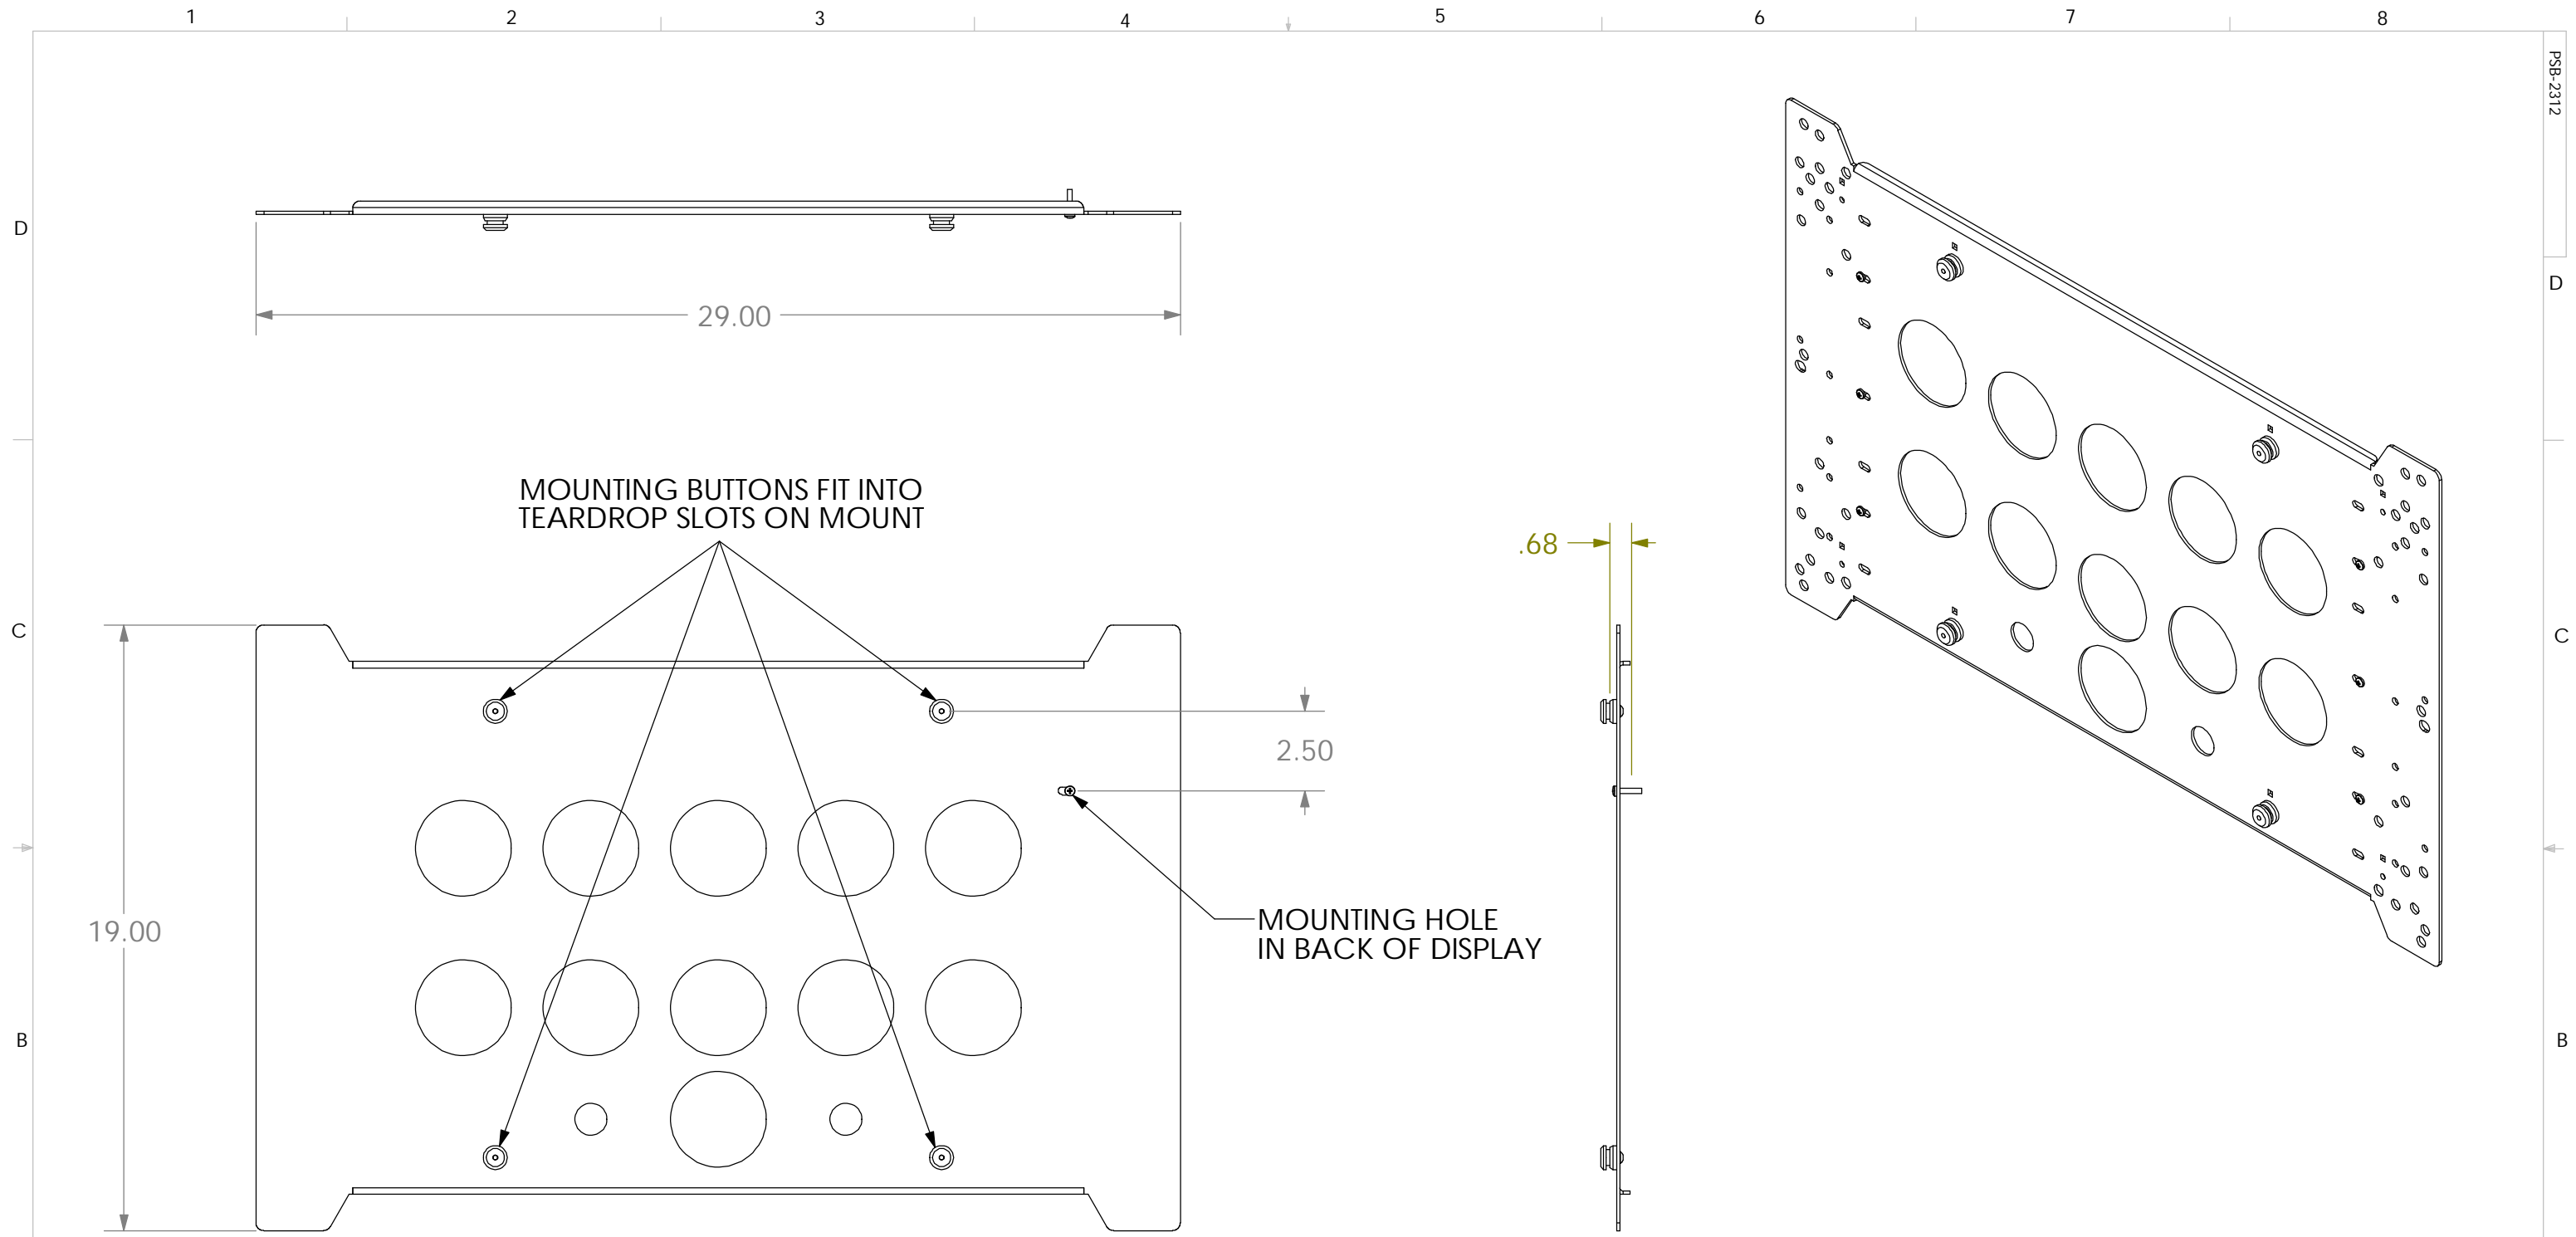 1
2
3
4
5
6
7
8
PSB-2312
D
D
29.00
MOUNTING BUTTONS FIT INTO
TEARDROP SLOTS ON MOUNT
.68
C
C
2.50
19.00
MOUNTING HOLE
IN BACK OF DISPLAY
B
B